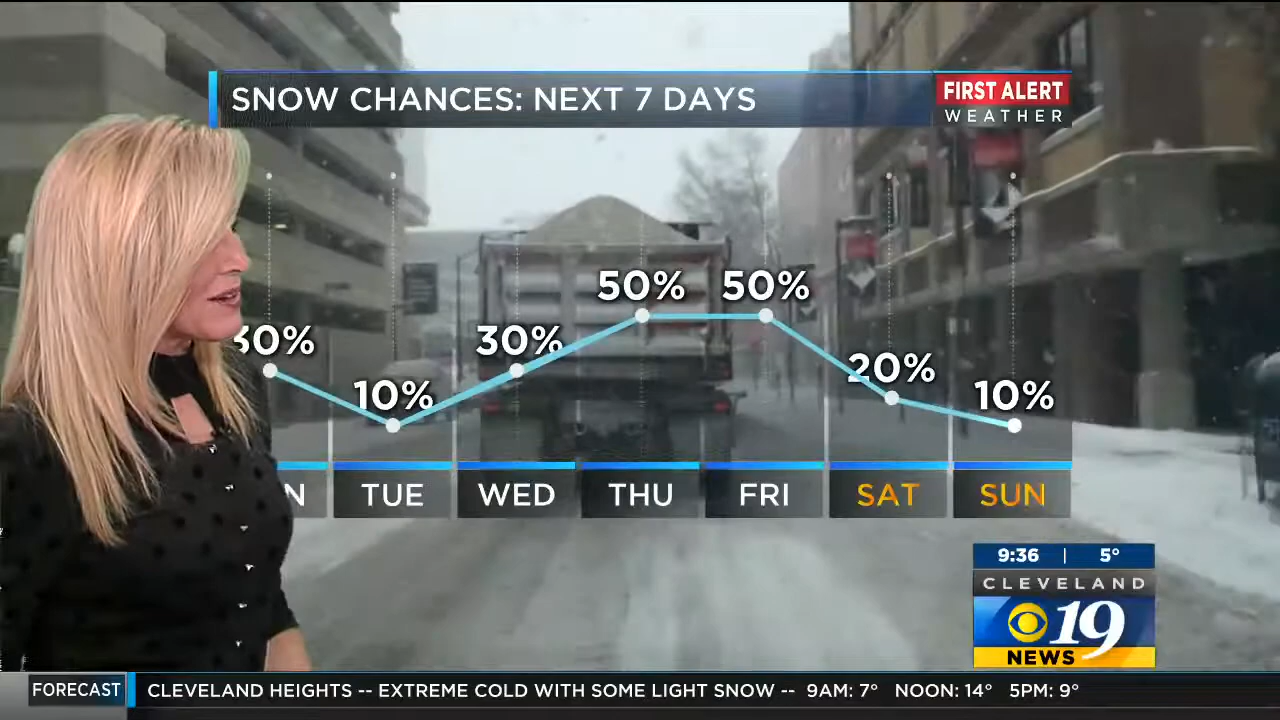 SNOW CHANCES: NEXT 7 DAYS
FIRST ALERT
WEATHER
30%
10%
30%
50%
50%
20%
10%
N
TUE
WED
THU
FRI
SAT
SUN
9:36 | 5°
CLEVELAND
19
NEWS
FORECAST
CLEVELAND HEIGHTS -- EXTREME COLD WITH SOME LIGHT SNOW -- 9AM: 7° NOON: 14° 5PM: 9°